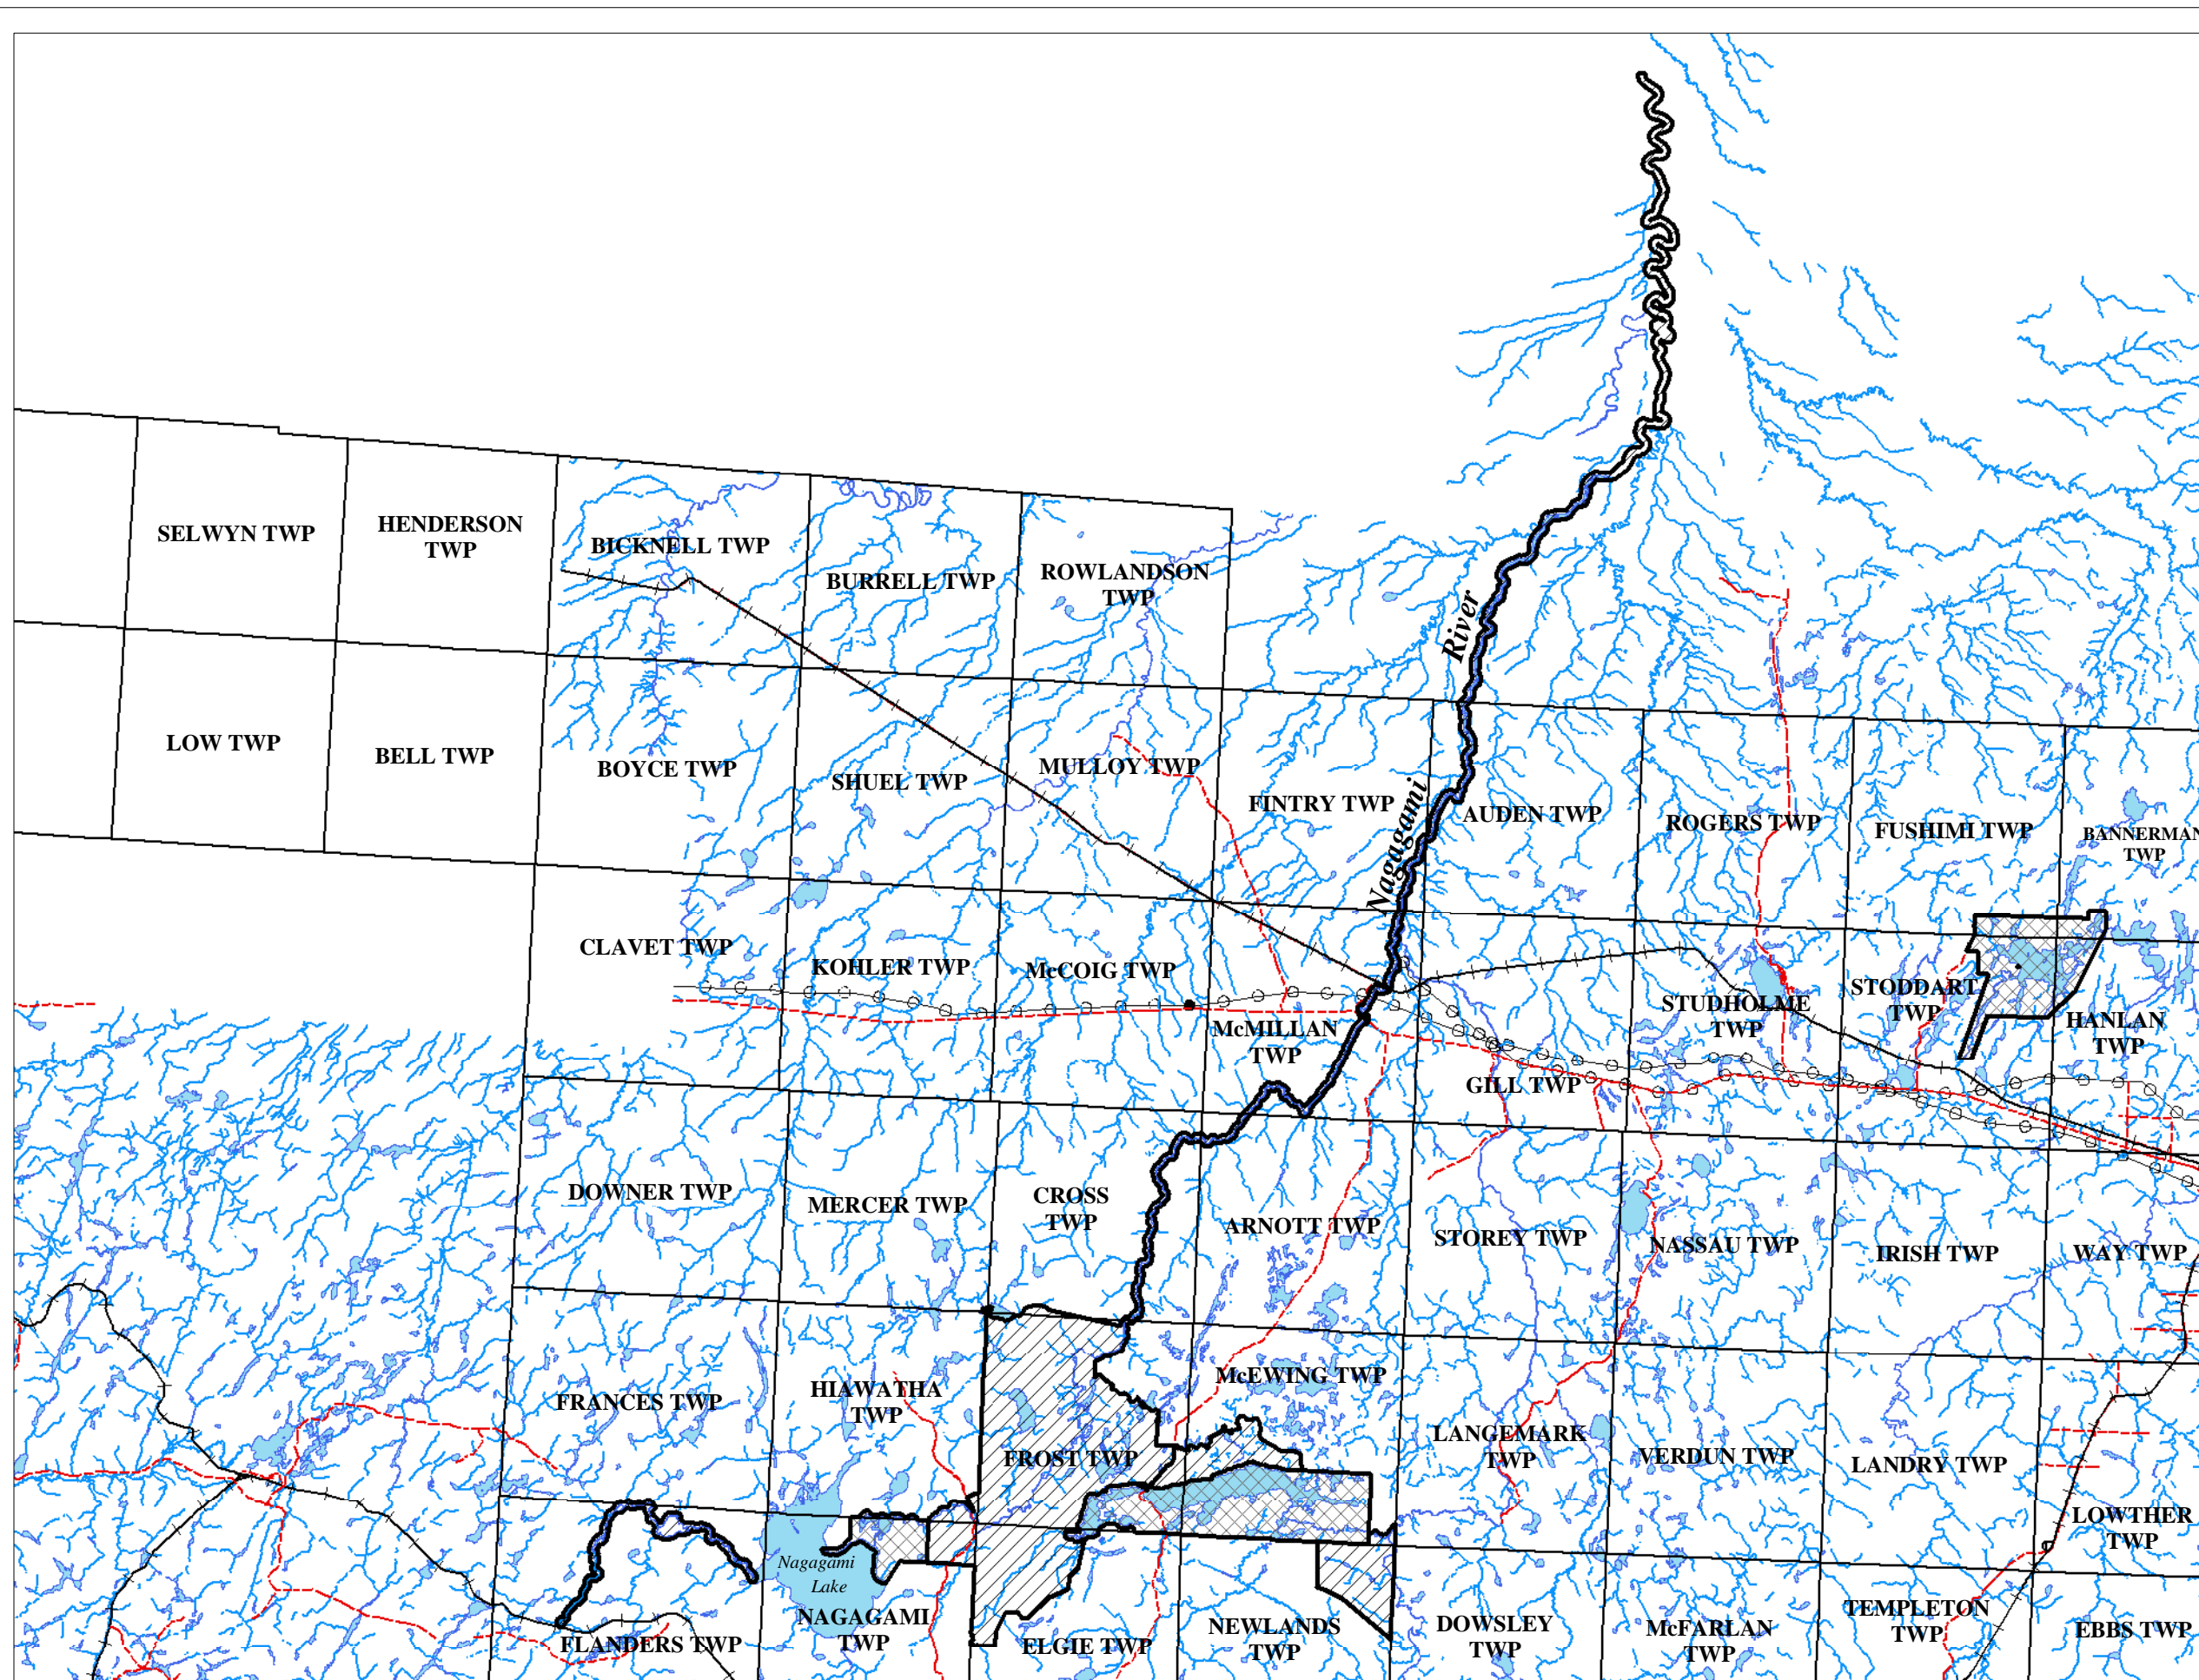 SELWYN TWP
HENDERSON
TWP
BICKNELL TWP
BURRELL TWP
ROWLANDSON
TWP
River
LOW TWP
BELL TWP
BOYCE TWP
SHUEL TWP
MULLOY TWP
FINTRY TWP
Nagagami
AUDEN TWP
ROGERS TWP
FUSHIMI TWP
BANNERMAN
TWP
CLAVET TWP
KOHLER TWP
McCOIG TWP
McMILLAN
TWP
GILL TWP
STUDHOLME
TWP
STODDART
TWP
HANLAN
TWP
DOWNER TWP
MERCER TWP
CROSS
TWP
ARNOTT TWP
STOREY TWP
NASSAU TWP
IRISH TWP
WAY TWP
FRANCES TWP
HIAWATHA
TWP
FROST TWP
McEWING TWP
LANGEMARK
TWP
VERDUN TWP
LANDRY TWP
LOWTHER
TWP
Nagagami
Lake
FLANDERS TWP
NAGAGAMI
TWP
ELGIE TWP
NEWLANDS
TWP
DOWSLEY
TWP
McFARLAN
TWP
TEMPLETON
TWP
EBBS TWP